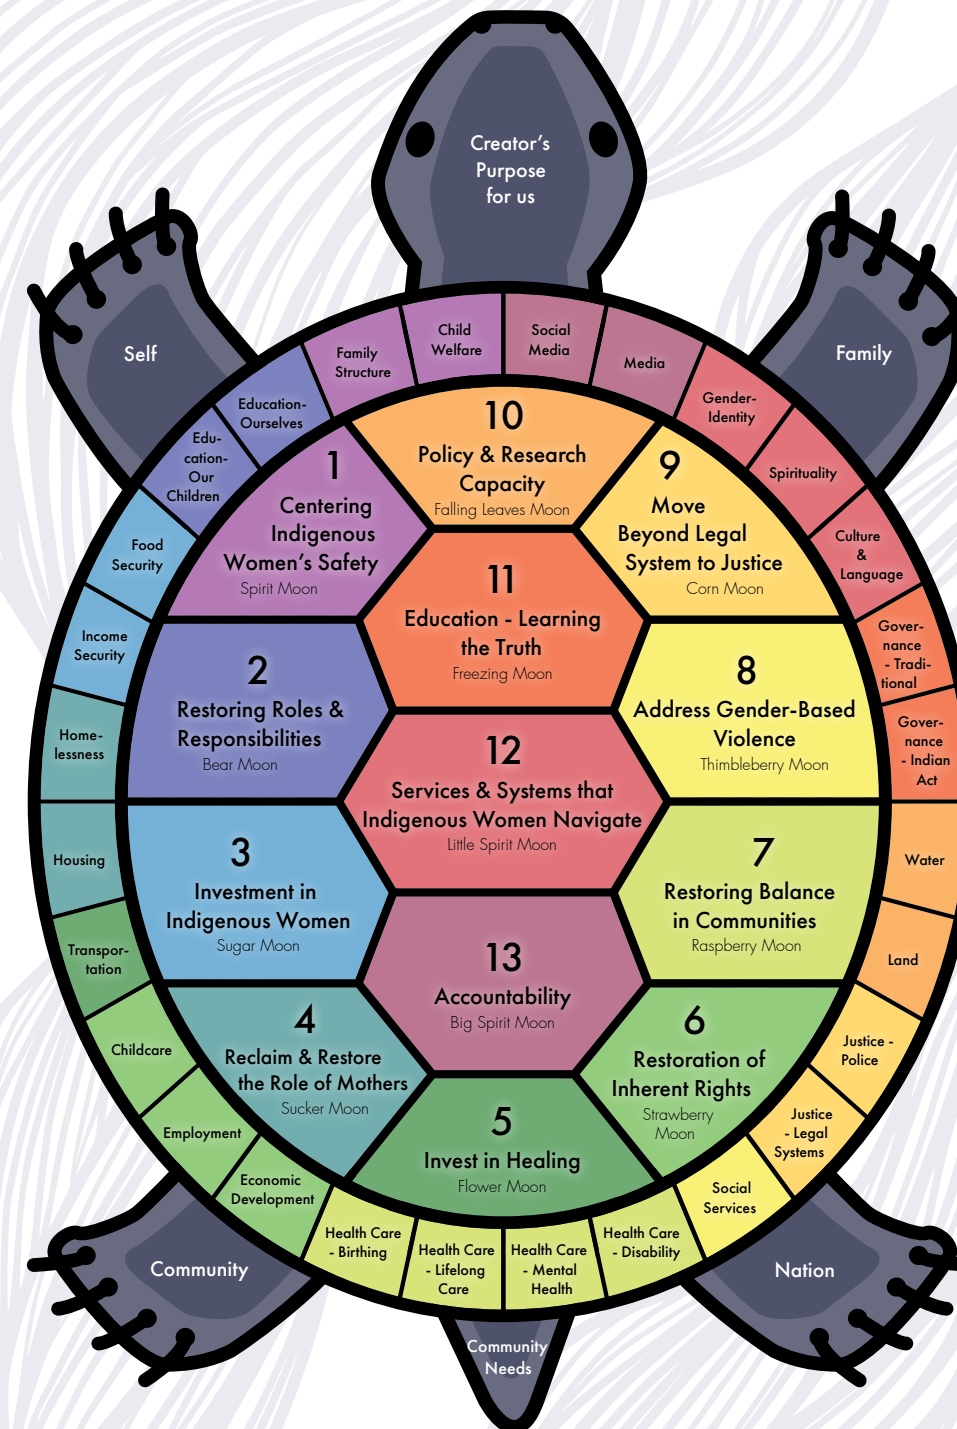 Creator's
Purpose
for us
Self
Family
Child
Welfare
Social
Media
Family
Structure
Media
Education-
Ourselves
Gender-
Identity
Edu-
cation-
Our
Children
Spirituality
Food
Security
Culture
&
Language
Income
Security
Gover-
nance
- Tradi-
tional
Home-
lessness
Gover-
nance
- Indian
Act
Housing
Water
Transpor-
tation
Land
Childcare
Justice -
Police
Employment
Justice
- Legal
Systems
Economic
Development
Social
Services
Health Care
- Birthing
Health Care
- Lifelong
Care
Health Care
- Mental
Health
Health Care
- Disability
10
Policy & Research
Capacity
Falling Leaves Moon
1
Centering
Indigenous
Women's Safety
Spirit Moon
9
Move
Beyond Legal
System to Justice
Corn Moon
11
Education - Learning
the Truth
Freezing Moon
2
Restoring Roles &
Responsibilities
Bear Moon
8
Address Gender-Based
Violence
Thimbleberry Moon
12
Services & Systems that
Indigenous Women Navigate
Little Spirit Moon
3
Investment in
Indigenous Women
Sugar Moon
7
Restoring Balance
in Communities
Raspberry Moon
13
Accountability
Big Spirit Moon
4
Reclaim & Restore
the Role of Mothers
Sucker Moon
6
Restoration of
Inherent Rights
Strawberry
Moon
5
Invest in Healing
Flower Moon
Community
Nation
Community
Needs